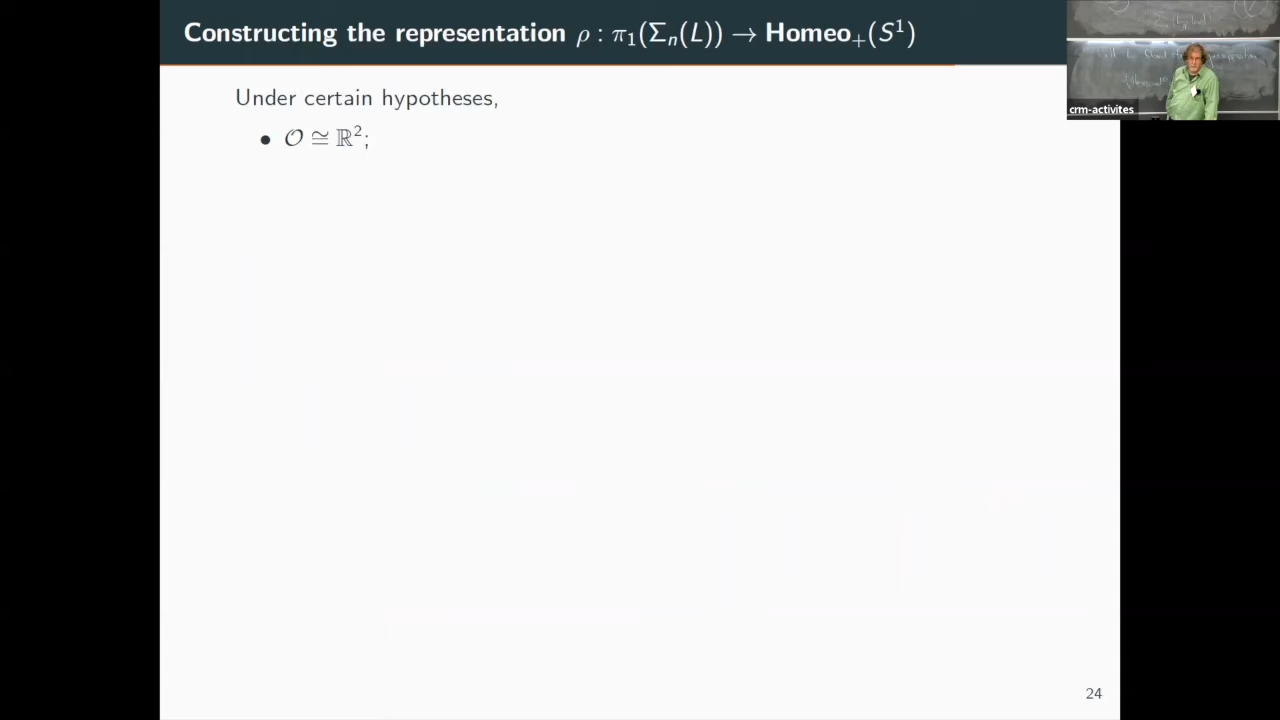 Constructing the representation ρ : π₁(Σₙ(L)) → Homeo₊(S¹)
crm-activites
Under certain hypotheses,
• 𝒪 ≅ ℝ²;
24